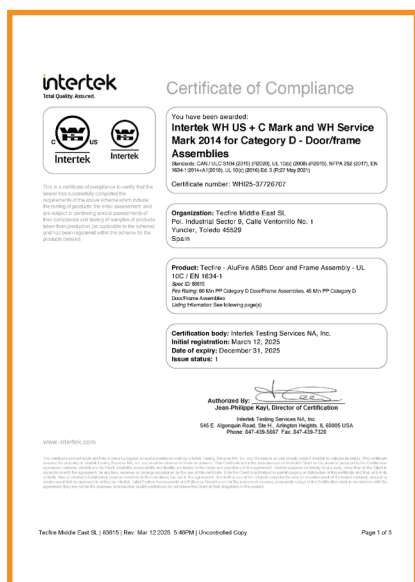 intertek
Total Quality. Assured.
Certificate of Compliance
C US
Intertek
Intertek
This is a certificate of compliance to certify that the
bearer has successfully completed the
requirements of the above scheme which include
the testing of products, the initial assessment, and
are subject to continuing annual assessments of
their compliance and testing of samples of products
taken from production (as applicable to the scheme)
and has been registered within the scheme for the
products detailed.
You have been awarded:
Intertek WH US + C Mark and WH Service
Mark 2014 for Category D - Door/frame
Assemblies
Standards: CAN / ULC S104 (2015) (R2020), UL 10(c) (2008) (R2015), NFPA 252 (2017), EN
1634-1:2014+A1(2018), UL 10(c) (2016) Ed. 3 (R27 May 2021)
Certificate number: WHI25-37726707
Organization: Tecfire Middle East SL
Pol. Industrial Sector 9, Calle Ventorrillo No. 1
Yuncler, Toledo 45529
Spain
Product: Tecfire - AluFire AS85 Door and Frame Assembly - UL
10C / EN 1634-1
Spec ID: 63615
Fire Rating: 60 Min PP Category D Door/Frame Assemblies, 45 Min PP Category D
Door/Frame Assemblies
Listing Information: See following page(s)
Certification body: Intertek Testing Services NA, Inc.
Initial registration: March 12, 2025
Date of expiry: December 31, 2025
Issue status: 1
Authorized By:
Jean-Philippe Kayl, Director of Certification
Intertek Testing Services NA, Inc.
545 E. Algonquin Road, Ste H., Arlington Heights, IL 60005 USA
Phone: 847-439-5667 Fax: 847-439-7320
www.intertek.com
Tecfire Middle East SL | 63615 | Rev. Mar 12 2025 5:46PM | Uncontrolled Copy
Page 1 of 3